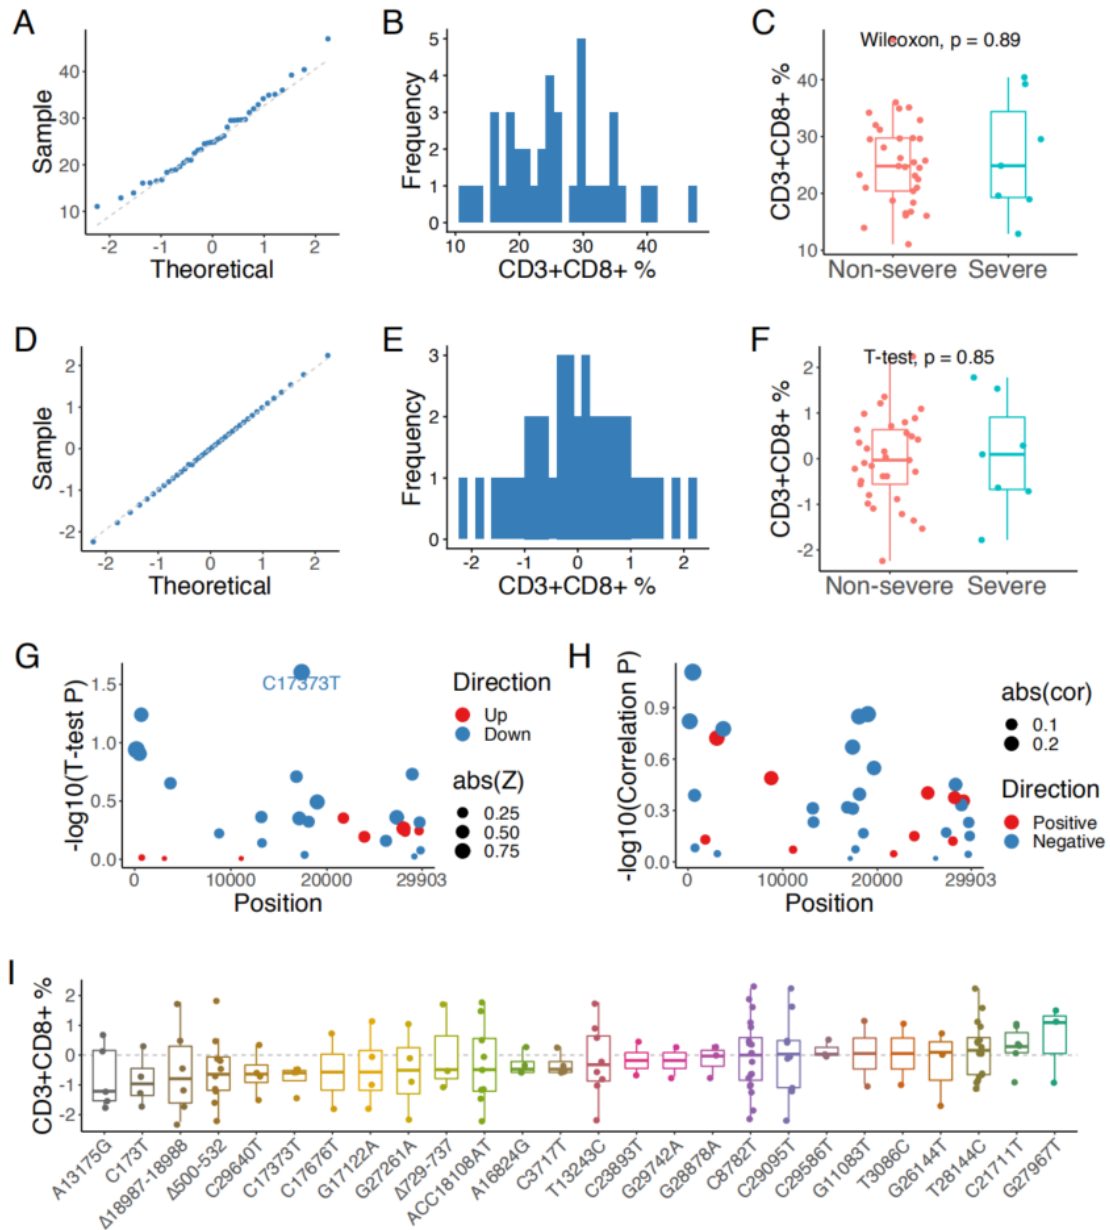 A
Sample
40
30
20
10
-2
-1
0
1
2
Theoretical
B
Frequency
5
4
3
2
1
0
10
20
30
40
CD3+CD8+ %
C
CD3+CD8+ %
Wilcoxon, p = 0.89
40
30
20
10
Non-severe
Severe
D
Sample
2
1
0
-1
-2
-2
-1
0
1
2
Theoretical
E
Frequency
3
2
1
0
-2
-1
0
1
2
CD3+CD8+ %
F
CD3+CD8+ %
T-test, p = 0.85
2
1
0
-1
-2
Non-severe
Severe
G
-log10(T-test P)
1.5
1.0
0.5
0.0
C17373T
0
10000
20000
29903
Position
Direction
Up
Down
abs(Z)
0.25
0.50
0.75
H
-log10(Correlation P)
0.9
0.6
0.3
0.0
0
10000
20000
29903
Position
abs(cor)
0.1
0.2
Direction
Positive
Negative
I
CD3+CD8+ %
2
1
0
-1
-2
A13175G
C173T
Δ18987-18988
Δ500-532
C29640T
C17373T
C17676T
G17122A
G27261A
Δ729-737
ACC18108AT
A16824G
C3717T
T13243C
C23893T
G29742A
G28878A
C8782T
C29095T
C29586T
G11083T
T3086C
G26144T
T28144C
C21711T
G27967T